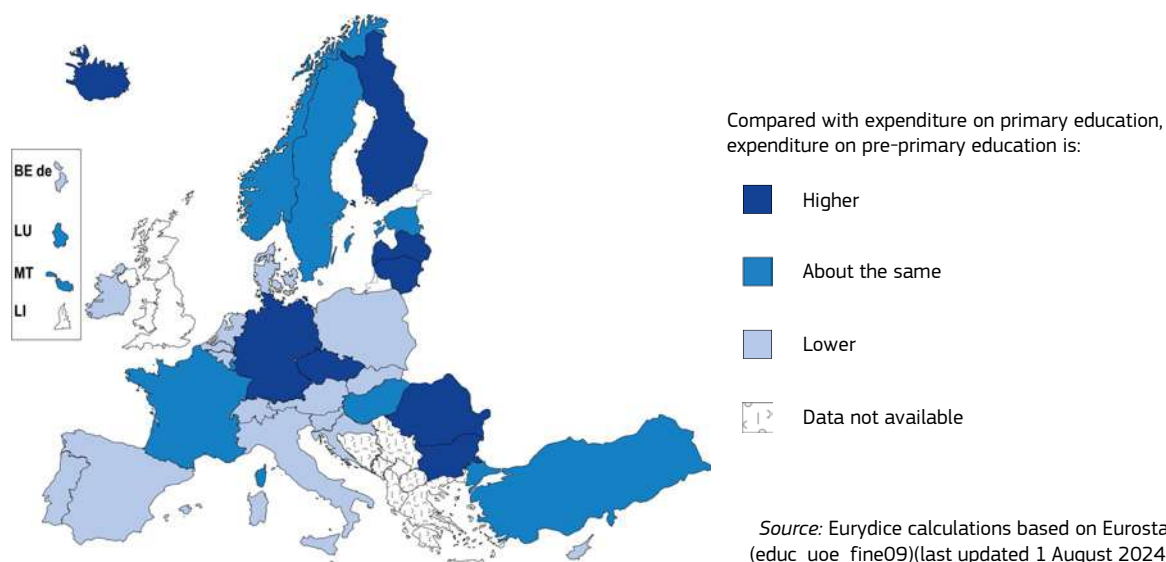 Compared with expenditure on primary education,
expenditure on pre-primary education is:
BE de
LU
MT
LI
Higher
About the same
Lower
Data not available
Source: Eurydice calculations based on Eurosta
(educ_uoe_fine09)(last updated 1 August 2024